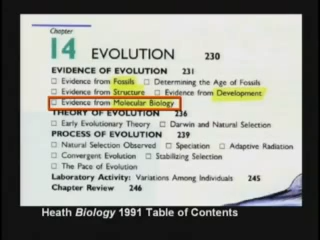 Chapter
14 EVOLUTION 230
EVIDENCE OF EVOLUTION 231
□ Evidence from Fossils □ Determining the Age of Fossils
□ Evidence from Structure □ Evidence from Development
□ Evidence from Molecular Biology
THEORY OF EVOLUTION 236
□ Early Evolutionary Theory □ Darwin and Natural Selection
PROCESS OF EVOLUTION 239
□ Natural Selection Observed □ Speciation □ Adaptive Radiation
□ Convergent Evolution □ Stabilizing Selection
□ The Pace of Evolution
Laboratory Activity: Variations Among Individuals 245
Chapter Review 246
Heath Biology 1991 Table of Contents